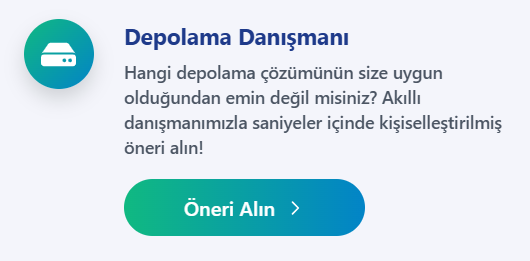 Depolama Danışmanı
Hangi depolama çözümünün size uygun
olduğundan emin değil misiniz? Akıllı
danışmanımızla saniyeler içinde kişiselleştirilmiş
öneri alın!
Öneri Alın